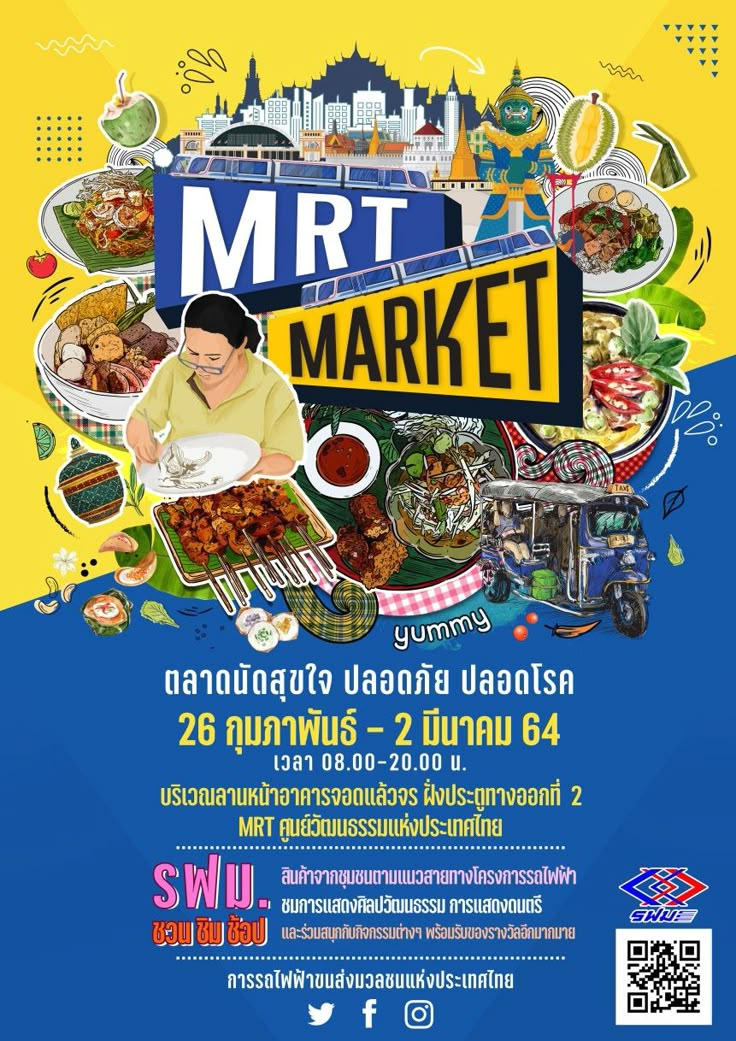 MRT
MARKET
TAXI
yummy
ตลาดนัดสุขใจ ปลอดภัย ปลอดโรค
26 กุมภาพันธ์ - 2 มีนาคม 64
เวลา 08.00-20.00 น.
บริเวณลานหน้าอาคารจอดแล้วจร ฝั่งประตูทางออกที่ 2
MRT ศูนย์วัฒนธรรมแห่งประเทศไทย
รฟม.
ชวน ชิม ช้อป
สินค้าจากชุมชนตามแนวสายทางโครงการรถไฟฟ้า
ชมการแสดงศิลปวัฒนธรรม การแสดงดนตรี
และร่วมสนุกกับกิจกรรมต่างๆ พร้อมรับของรางวัลอีกมากมาย
รฟม
การรถไฟฟ้าขนส่งมวลชนแห่งประเทศไทย